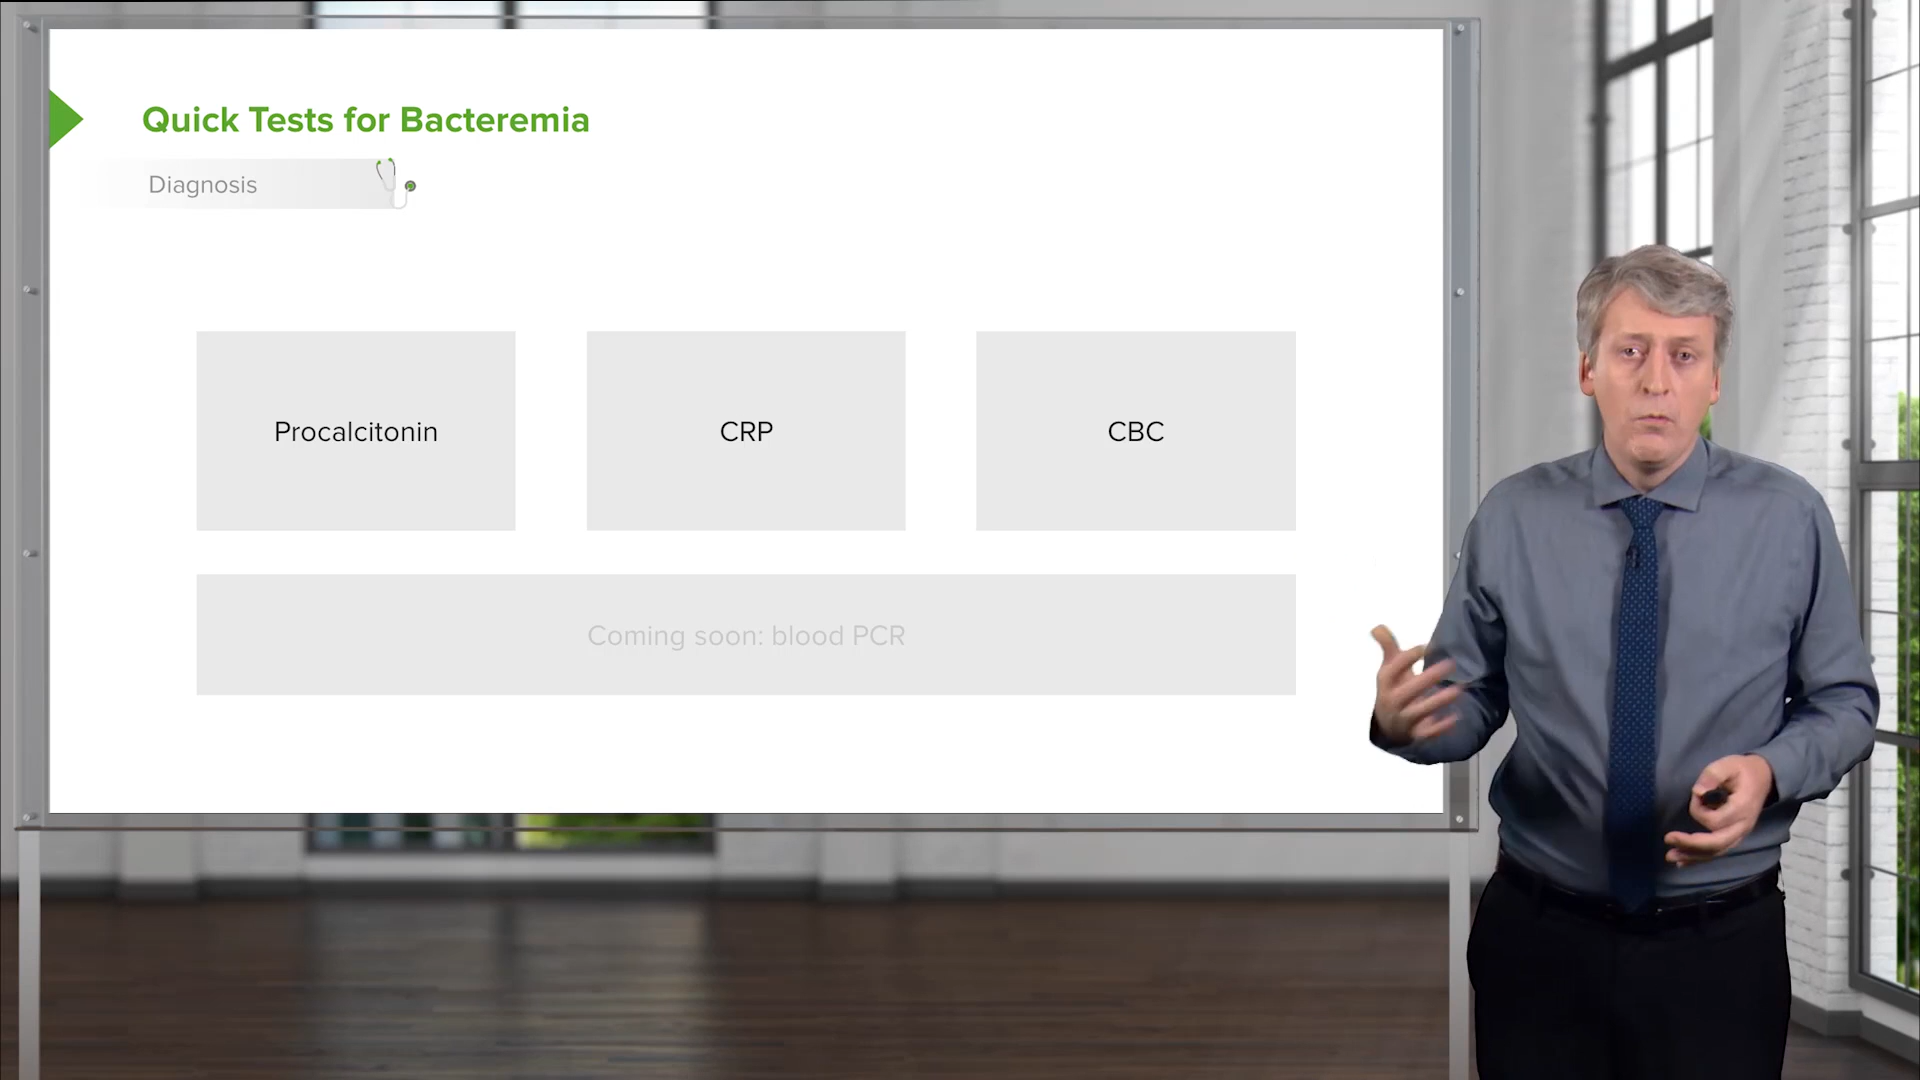 Quick Tests for Bacteremia
Diagnosis
Procalcitonin
CRP
CBC
Coming soon: blood PCR